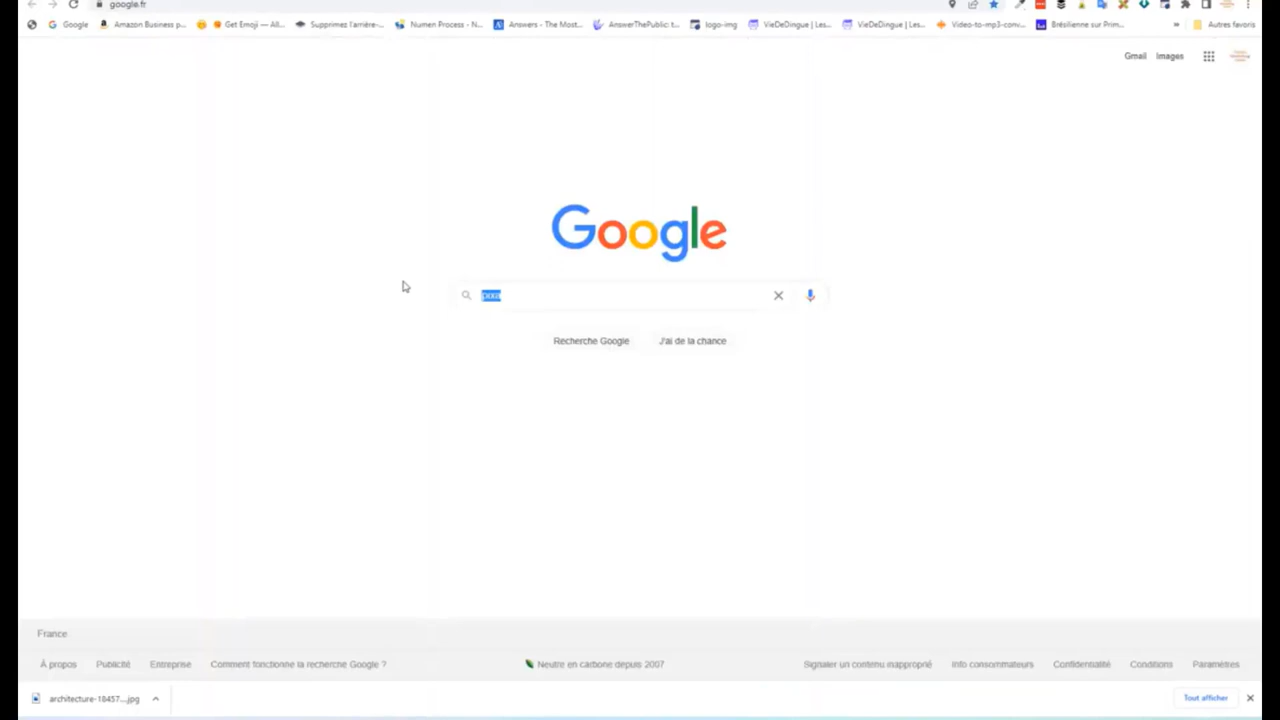 google.fr
Google Amazon Business p... Get Emoji — All... Supprimez l'arrière-... Numen Process - N... Answers - The Most... AnswerThePublic: t... logo-img VieDeDingue | Les... VieDeDingue | Les... Video-to-mp3-conv... Brésilienne sur Prim... » Autres favoris
Gmail Images
Google
pixa
Recherche Google J'ai de la chance
France
À propos Publicité Entreprise Comment fonctionne la recherche Google ? Neutre en carbone depuis 2007 Signaler un contenu inapproprié Info consommateurs Confidentialité Conditions Paramètres
architecture-18457....jpg Tout afficher